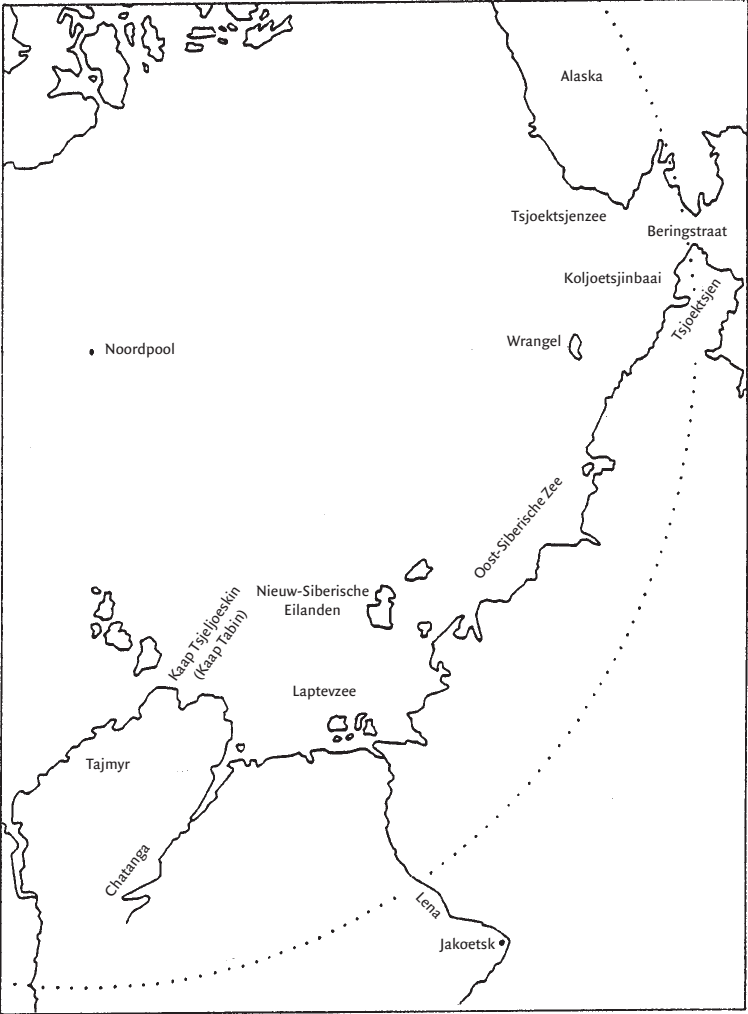 Alaska
Tsjoektsjenzee
Beringstraat
Koljoetsjinbaai
Tsjoektsjen
Wrangel
Noordpool
Oost-Siberische Zee
Nieuw-Siberische
Eilanden
Kaap Tsjeljoeskin
(Kaap Tabin)
Laptevzee
Tajmyr
Chatanga
Lena
Jakoetsk